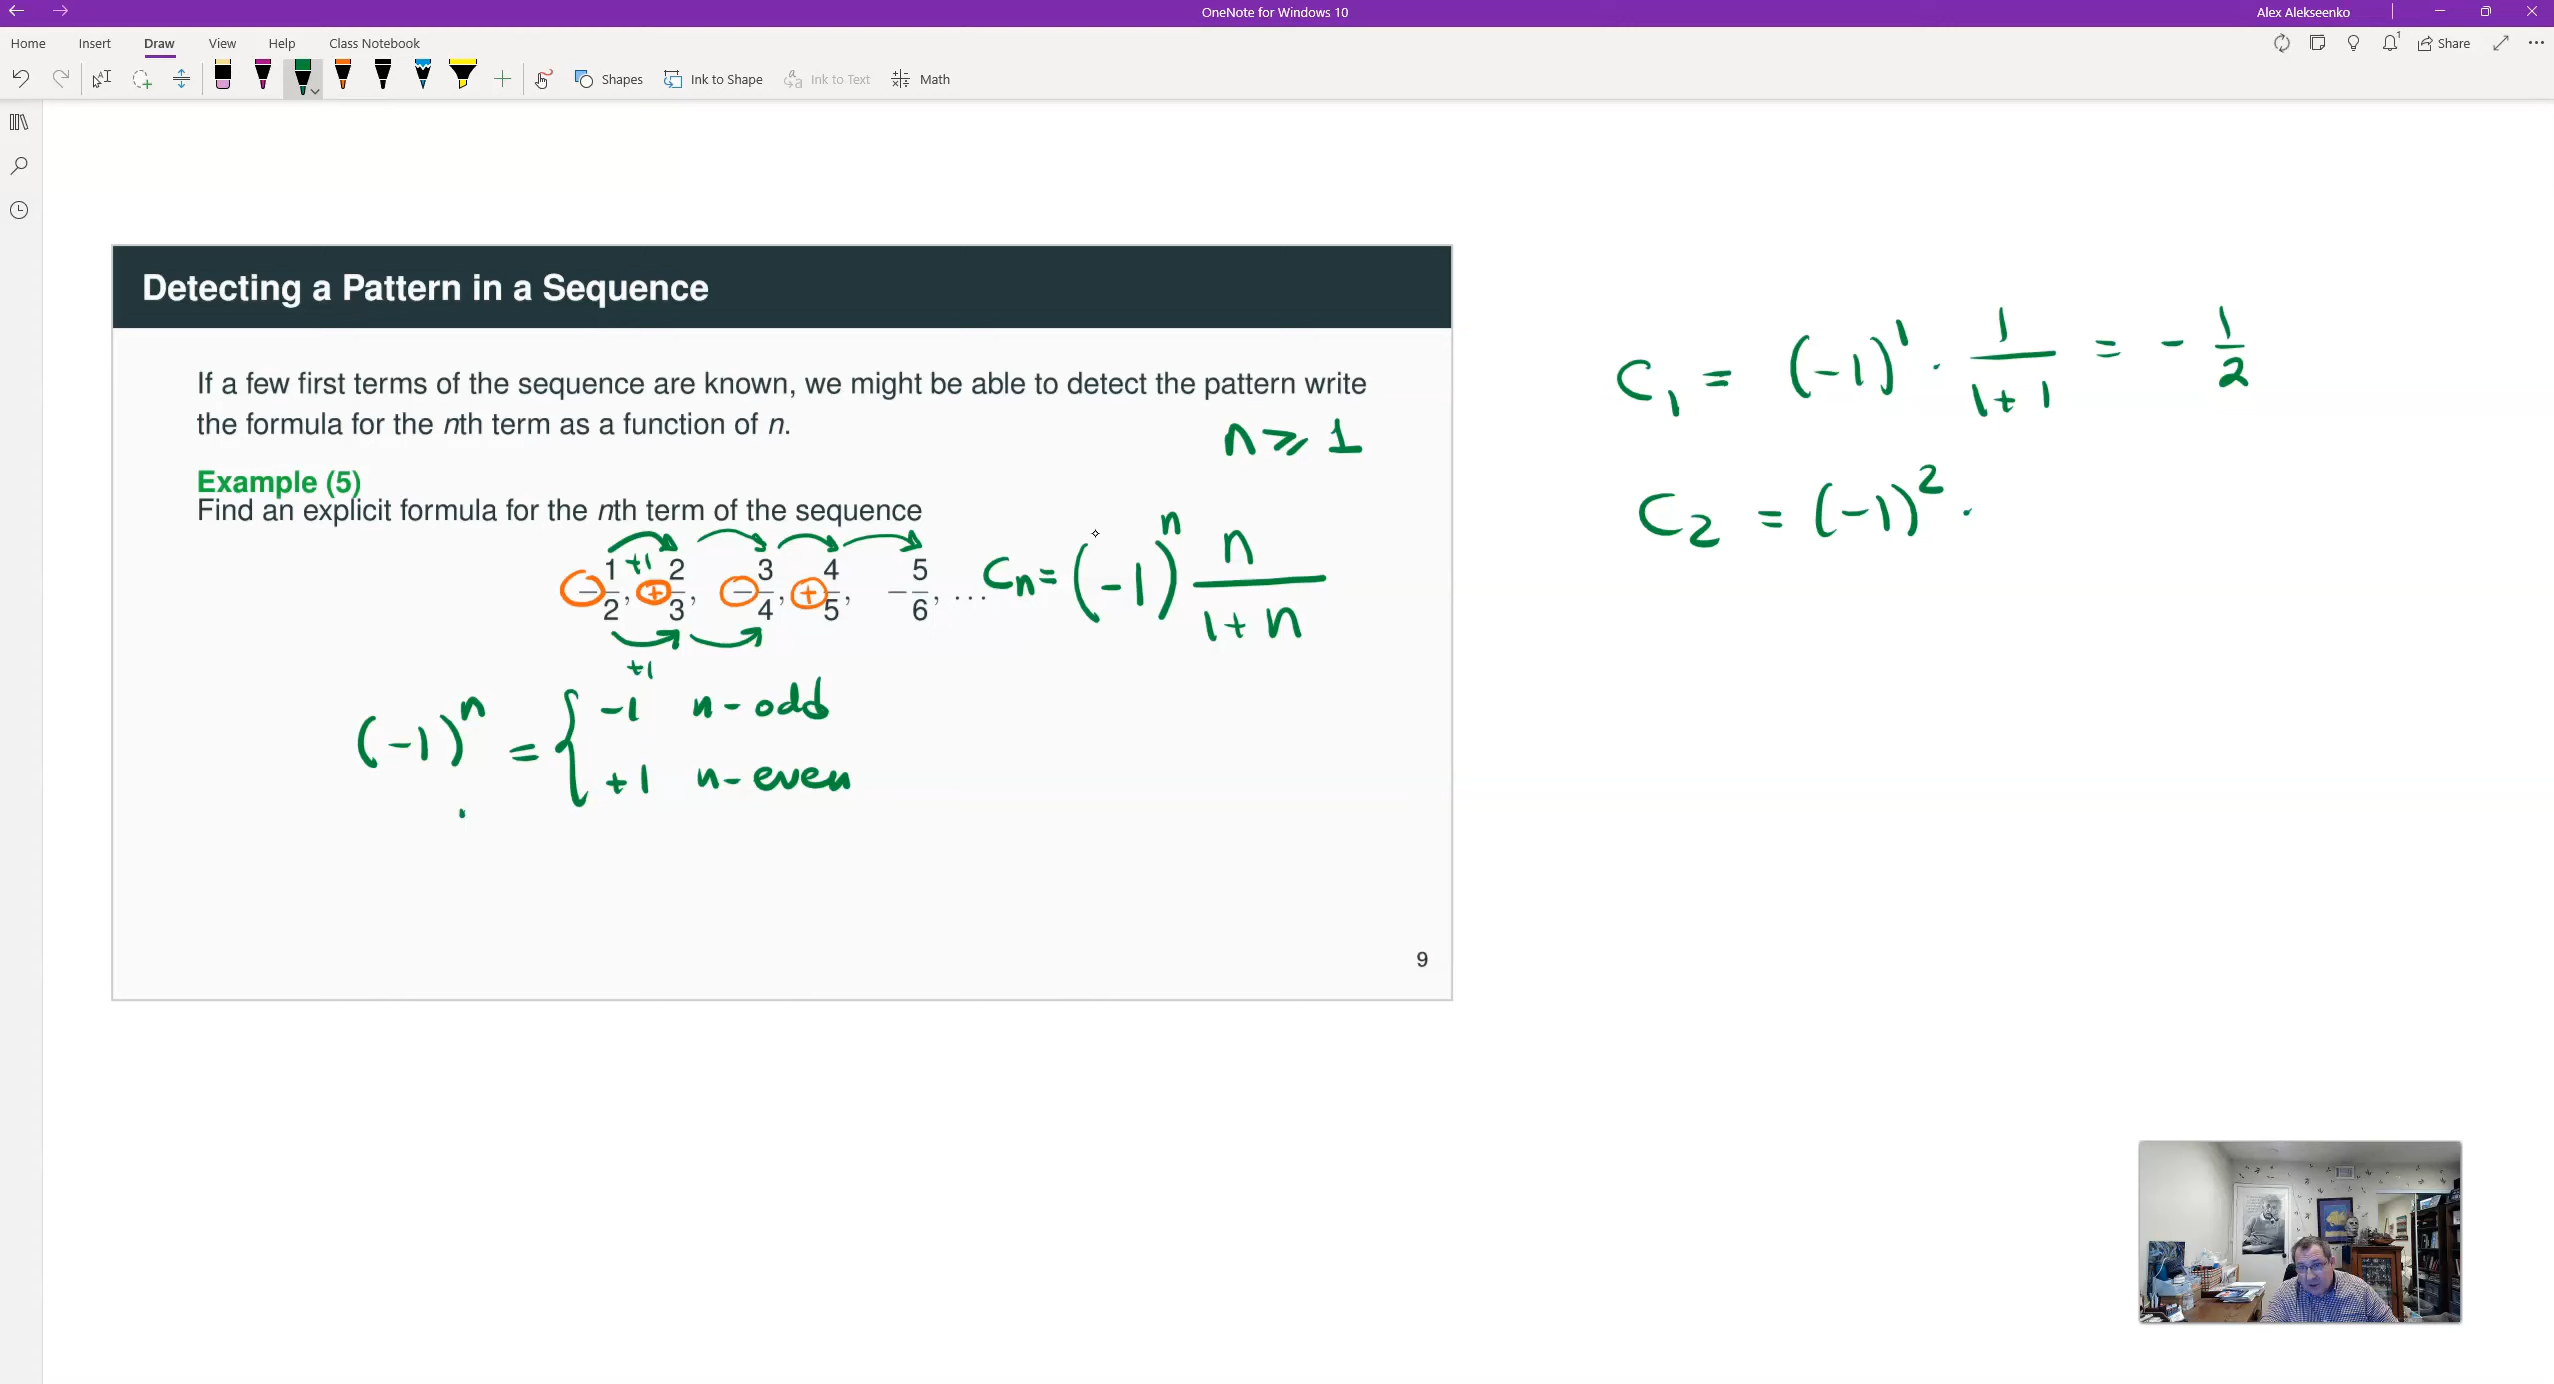 OneNote for Windows 10
Alex Alekseenko
Home Insert Draw View Help Class Notebook
1 Share
Shapes Ink to Shape Ink to Text Math
Detecting a Pattern in a Sequence
If a few first terms of the sequence are known, we might be able to detect the pattern write
the formula for the nth term as a function of n.
n ⩾ 1
Example (5)
Find an explicit formula for the nth term of the sequence
+1
-1/2, +2/3, -3/4, +4/5, -5/6, ...
Cn = (-1)^n n/(1+n)
+1
(-1)^n = { -1 n - odd
+1 n - even
9
C1 = (-1)^1 · 1/(1+1) = - 1/2
C2 = (-1)^2 ·